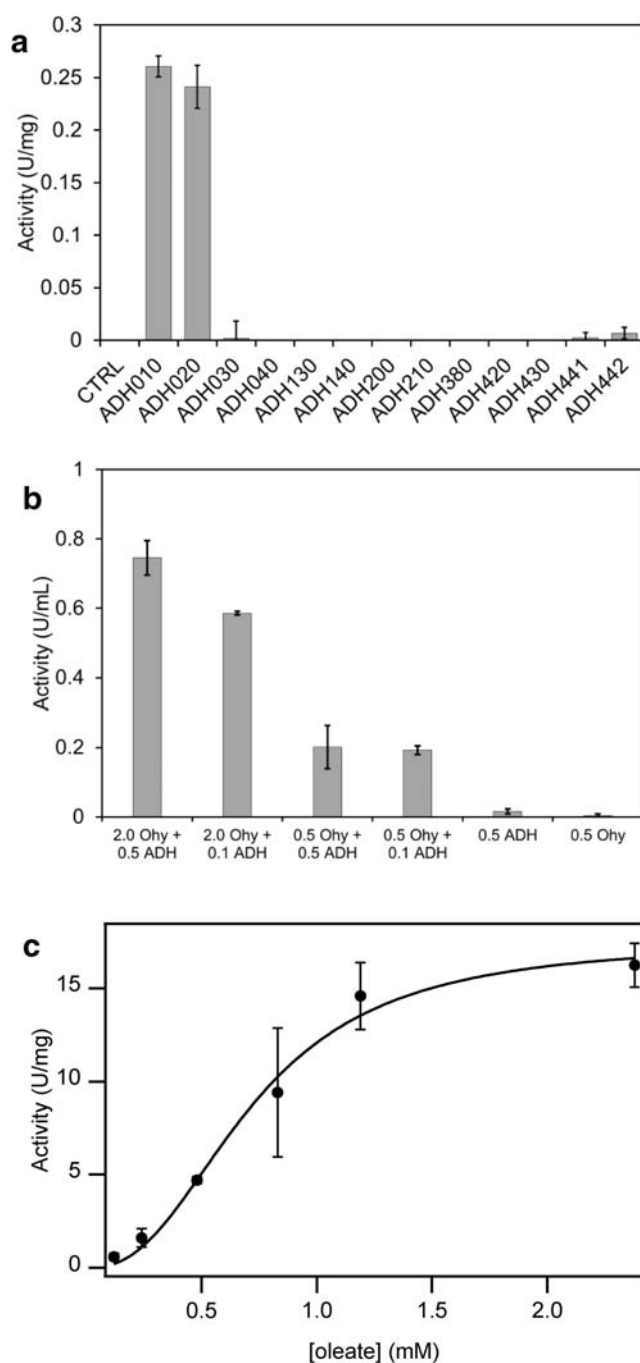 a
Activity (U/mg)
0.3
0.25
0.2
0.15
0.1
0.05
0
CTRL
ADH010
ADH020
ADH030
ADH040
ADH130
ADH140
ADH200
ADH210
ADH380
ADH420
ADH430
ADH441
ADH442
b
Activity (U/mL)
1
0.8
0.6
0.4
0.2
0
2.0 Ohy +
0.5 ADH
2.0 Ohy +
0.1 ADH
0.5 Ohy +
0.5 ADH
0.5 Ohy +
0.1 ADH
0.5 ADH
0.5 Ohy
c
Activity (U/mg)
15
10
5
0
0.5
1.0
1.5
2.0
[oleate] (mM)